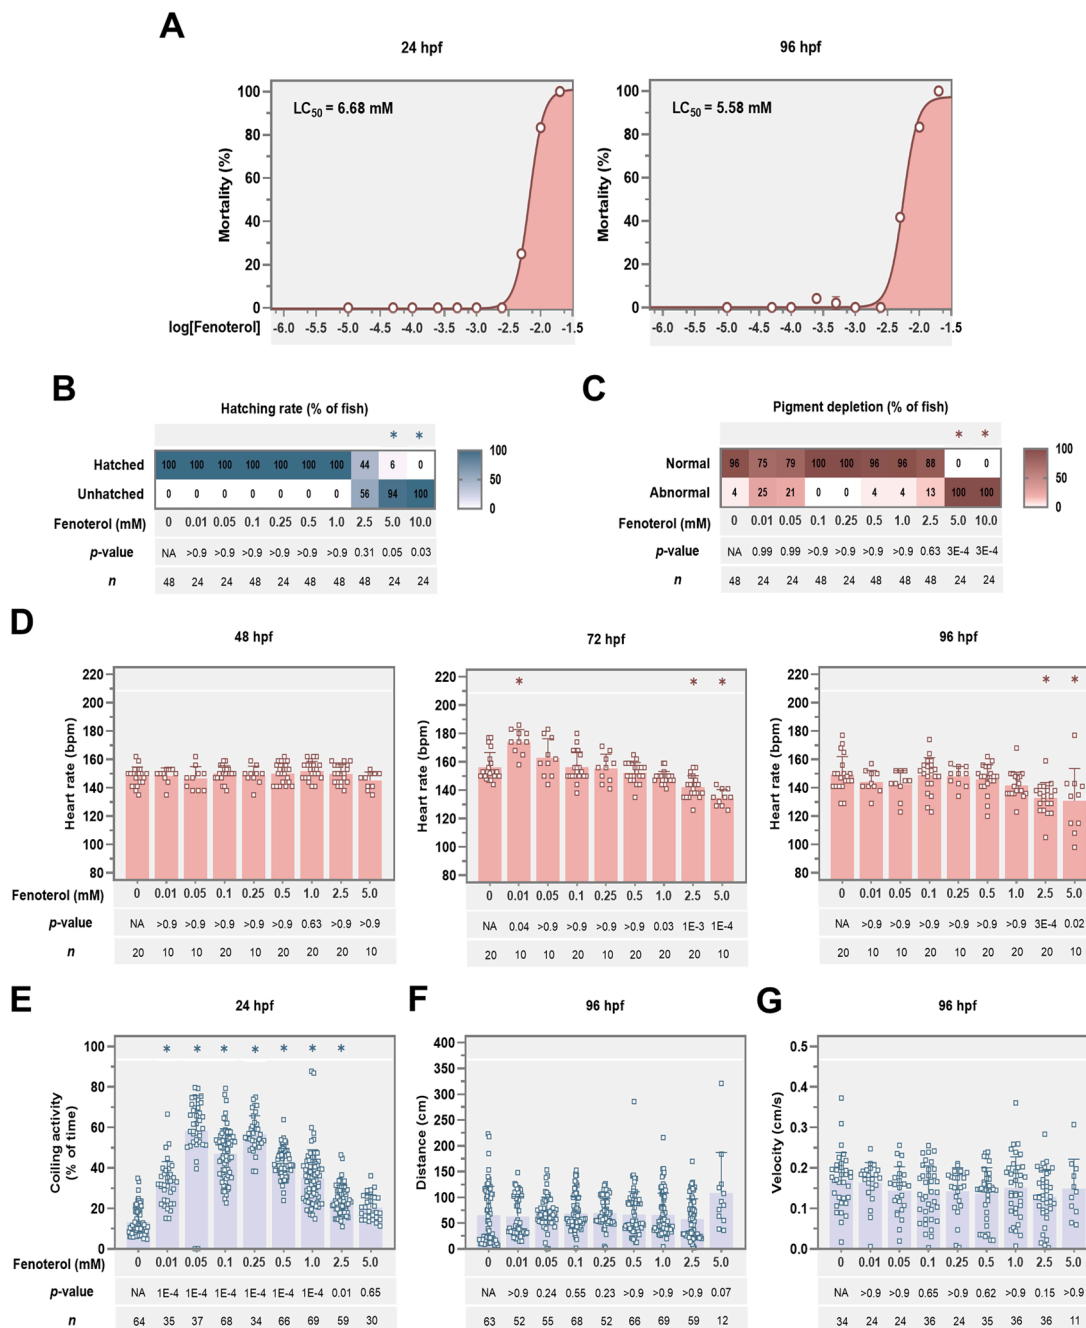 A
24 hpf
96 hpf
LC50 = 6.68 mM
LC50 = 5.58 mM
Mortality (%)
100
80
60
40
20
0
Mortality (%)
100
80
60
40
20
0
log[Fenoterol]
-6.0 -5.5 -5.0 -4.5 -4.0 -3.5 -3.0 -2.5 -2.0 -1.5
-6.0 -5.5 -5.0 -4.5 -4.0 -3.5 -3.0 -2.5 -2.0 -1.5
B
Hatching rate (% of fish)
* *
Hatched 100 100 100 100 100 100 100 44 6 0
Unhatched 0 0 0 0 0 0 0 56 94 100
100
50
0
Fenoterol (mM) 0 0.01 0.05 0.1 0.25 0.5 1.0 2.5 5.0 10.0
p-value NA >0.9 >0.9 >0.9 >0.9 >0.9 >0.9 0.31 0.05 0.03
n 48 24 24 48 24 48 48 48 24 24
C
Pigment depletion (% of fish)
* *
Normal 96 75 79 100 100 96 96 88 0 0
Abnormal 4 25 21 0 0 4 4 13 100 100
100
50
0
Fenoterol (mM) 0 0.01 0.05 0.1 0.25 0.5 1.0 2.5 5.0 10.0
p-value NA 0.99 0.99 >0.9 >0.9 >0.9 >0.9 0.63 3E-4 3E-4
n 48 24 24 48 24 48 48 48 24 24
D
48 hpf
72 hpf
96 hpf
Heart rate (bpm)
220
200
180
160
140
120
100
80
Heart rate (bpm)
220
200
180
160
140
120
100
80
* * *
Heart rate (bpm)
220
200
180
160
140
120
100
80
* *
Fenoterol (mM) 0 0.01 0.05 0.1 0.25 0.5 1.0 2.5 5.0
p-value NA >0.9 >0.9 >0.9 >0.9 >0.9 0.63 >0.9 >0.9
n 20 10 10 20 10 20 20 20 10
0 0.01 0.05 0.1 0.25 0.5 1.0 2.5 5.0
NA 0.04 >0.9 >0.9 >0.9 >0.9 0.03 1E-3 1E-4
20 10 10 20 10 20 20 20 10
0 0.01 0.05 0.1 0.25 0.5 1.0 2.5 5.0
NA >0.9 >0.9 >0.9 >0.9 >0.9 >0.9 3E-4 0.02
20 10 10 20 10 20 20 20 10
E
24 hpf
F
96 hpf
G
96 hpf
Coiling activity
(% of time)
100
80
60
40
20
0
* * * * * * *
Distance (cm)
400
350
300
250
200
150
100
50
0
Velocity (cm/s)
0.5
0.4
0.3
0.2
0.1
0.0
Fenoterol (mM) 0 0.01 0.05 0.1 0.25 0.5 1.0 2.5 5.0
p-value NA 1E-4 1E-4 1E-4 1E-4 1E-4 1E-4 0.01 0.65
n 64 35 37 68 34 66 69 59 30
0 0.01 0.05 0.1 0.25 0.5 1.0 2.5 5.0
NA >0.9 0.24 0.55 0.23 >0.9 >0.9 >0.9 0.07
63 52 55 68 52 66 69 59 12
0 0.01 0.05 0.1 0.25 0.5 1.0 2.5 5.0
NA >0.9 >0.9 0.65 >0.9 0.62 >0.9 0.15 >0.9
34 24 24 36 24 35 36 36 11